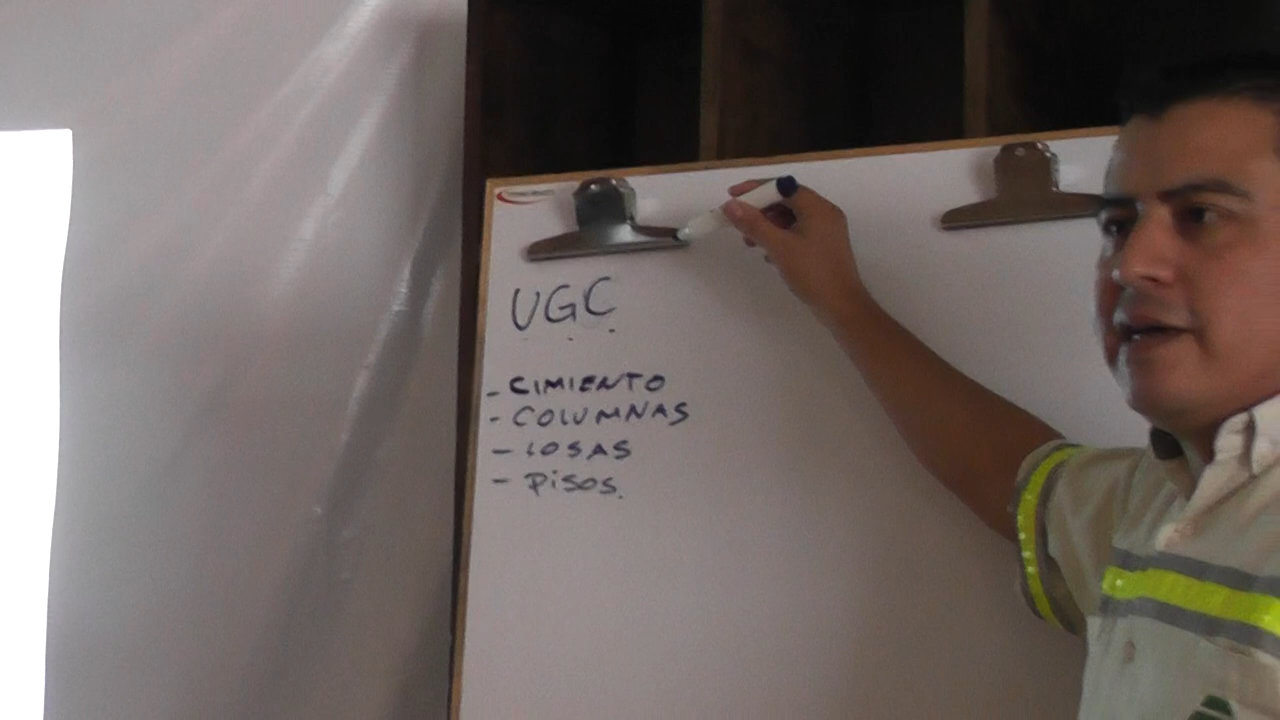 UGC
- CIMIENTO
- COLUMNAS
- LOSAS
- PISOS.